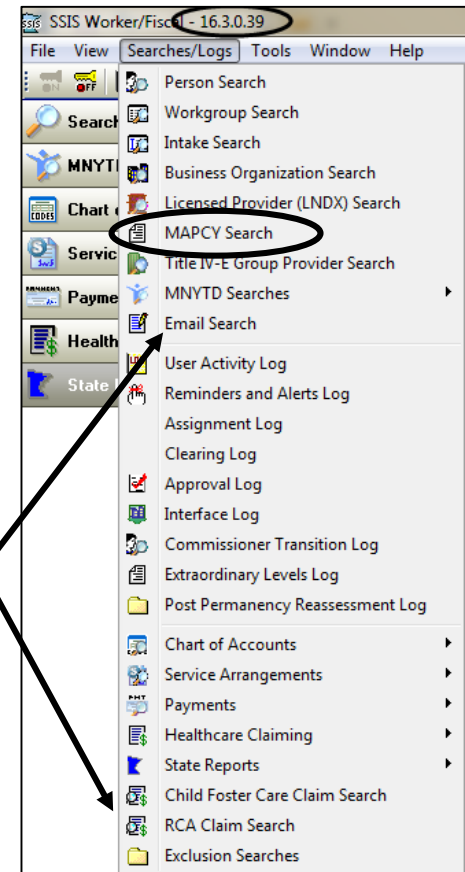 SSIS Worker/Fiscal - 16.3.0.39
File View Searches/Logs Tools Window Help
ON OFF
Person Search
Workgroup Search
Intake Search
Business Organization Search
Licensed Provider (LNDX) Search
MAPCY Search
Title IV-E Group Provider Search
MNYTD Searches
Email Search
User Activity Log
Reminders and Alerts Log
Assignment Log
Clearing Log
Approval Log
Interface Log
Commissioner Transition Log
Extraordinary Levels Log
Post Permanency Reassessment Log
Chart of Accounts
Service Arrangements
Payments
Healthcare Claiming
State Reports
Child Foster Care Claim Search
RCA Claim Search
Exclusion Searches
Search
MNYT
CODES Chart
Servic
Payme
Health
State